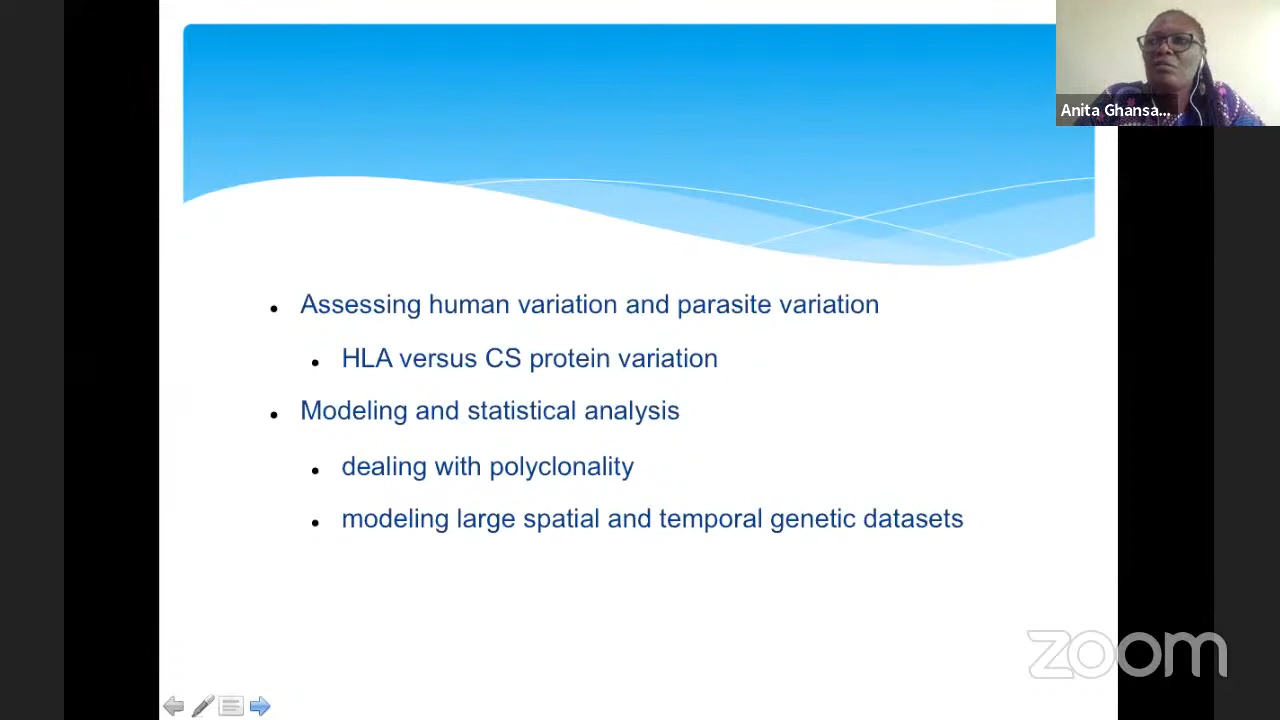 Anita Ghansa...
• Assessing human variation and parasite variation
• HLA versus CS protein variation
• Modeling and statistical analysis
• dealing with polyclonality
• modeling large spatial and temporal genetic datasets
zoom